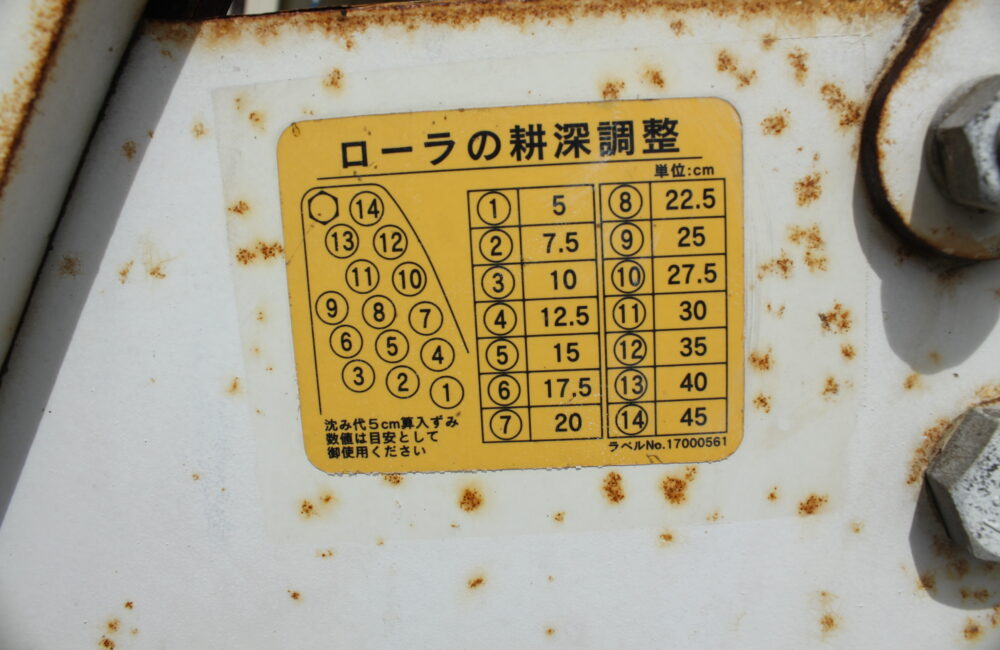 ローラの耕深調整
単位:cm
⑭
⑬ ⑫
⑪ ⑩
⑨ ⑧ ⑦
⑥ ⑤ ④
③ ② ①
① 5 ⑧ 22.5
② 7.5 ⑨ 25
③ 10 ⑩ 27.5
④ 12.5 ⑪ 30
⑤ 15 ⑫ 35
⑥ 17.5 ⑬ 40
⑦ 20 ⑭ 45
沈み代5cm算入ずみ
数値は目安として
御使用ください
ラベルNo.17000561